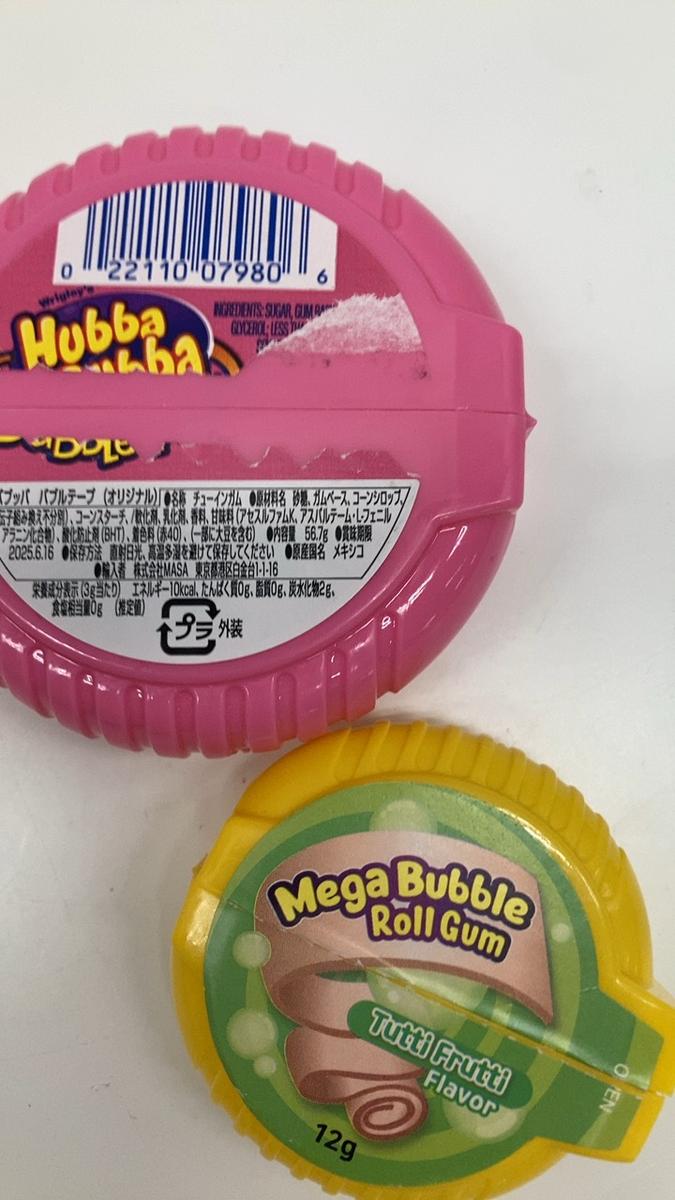 0 22110 07980 6
Wrigley's
Hubba
Bubba
INGREDIENTS: SUGAR, GUM
GLYCEROL; LESS
Bubble
バブルテープ (オリジナル) ●名称 チューインガム ●原材料名 砂糖、ガムベース、コーンシロップ、
子組み換え不分別)、コーンスターチ/軟化剤、乳化剤、香料、甘味料(アセスルファムK、アスパルテーム・L-フェニル
アラニン化合物)、酸化防止剤(BHT)、着色料(赤40)、(一部に大豆を含む) ●内容量 56.7g ●賞味期限
2025.6.16 ●保存方法 直射日光、高温多湿を避けて保存してください ●原産国名 メキシコ
●輸入者 株式会社MASA 東京都港区白金台1-1-16
栄養成分表示(3g当たり) エネルギー10kcal、たんぱく質0g、脂質0g、炭水化物2g、
食塩相当量0g (推定値)
プラ 外装
Mega Bubble
Roll Gum
Tutti Frutti
Flavor
OPEN
12g